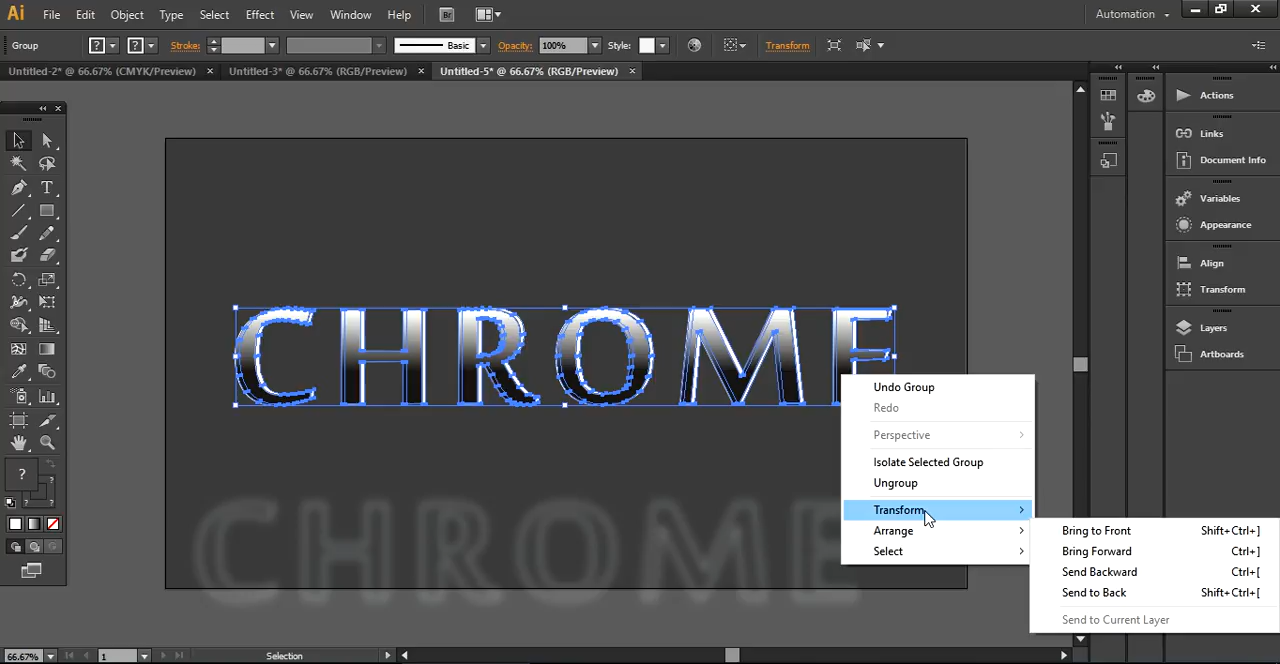 Ai File Edit Object Type Select Effect View Window Help Br Automation
Group ? ? Stroke: Basic Opacity: 100% Style: Transform
Untitled-2* @ 66.67% (CMYK/Preview) × Untitled-3* @ 66.67% (RGB/Preview) × Untitled-5* @ 66.67% (RGB/Preview) ×
Actions
Links
Document Info
Variables
Appearance
Align
Transform
Layers
Artboards
T
CHROME
Undo Group
Redo
Perspective
Isolate Selected Group
Ungroup
Transform
Arrange
Select
Bring to Front Shift+Ctrl+]
Bring Forward Ctrl+]
Send Backward Ctrl+[
Send to Back Shift+Ctrl+[
Send to Current Layer
?
?
?
CHROME
66.67% 1 Selection